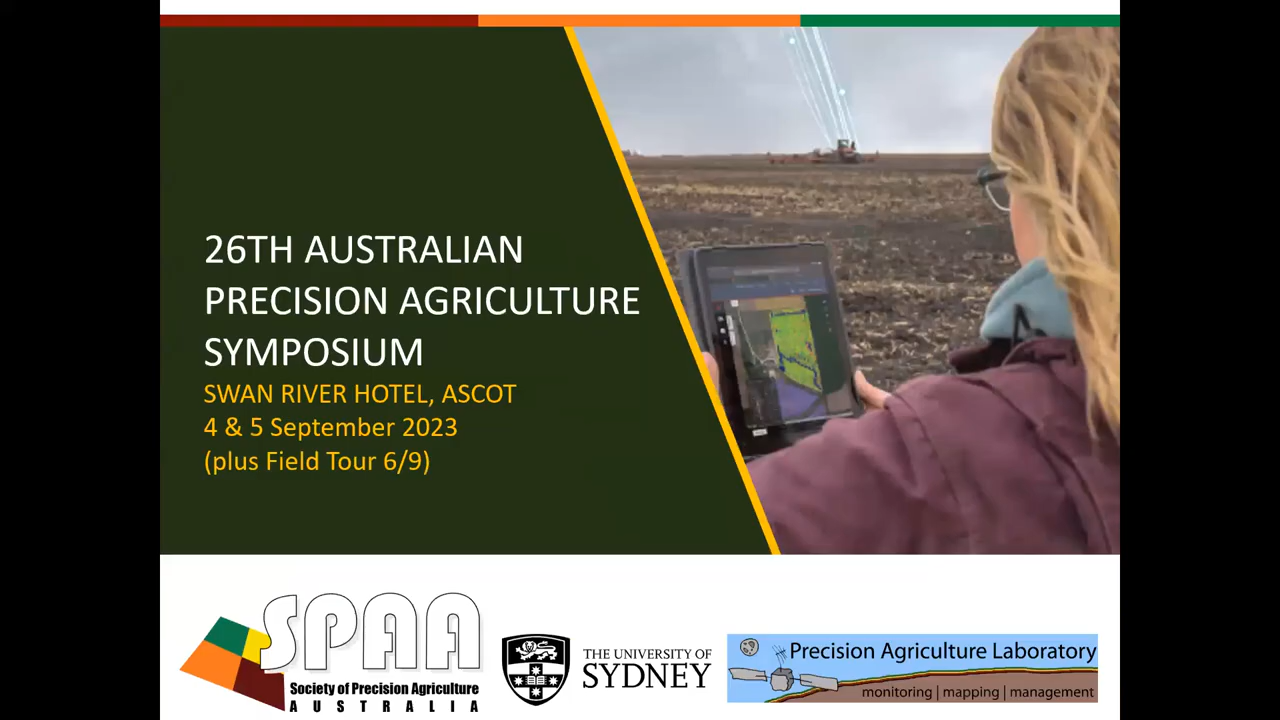 26TH AUSTRALIAN
PRECISION AGRICULTURE
SYMPOSIUM
SWAN RIVER HOTEL, ASCOT
4 & 5 September 2023
(plus Field Tour 6/9)
SPAA
Society of Precision Agriculture
AUSTRALIA
THE UNIVERSITY OF
SYDNEY
Precision Agriculture Laboratory
monitoring | mapping | management